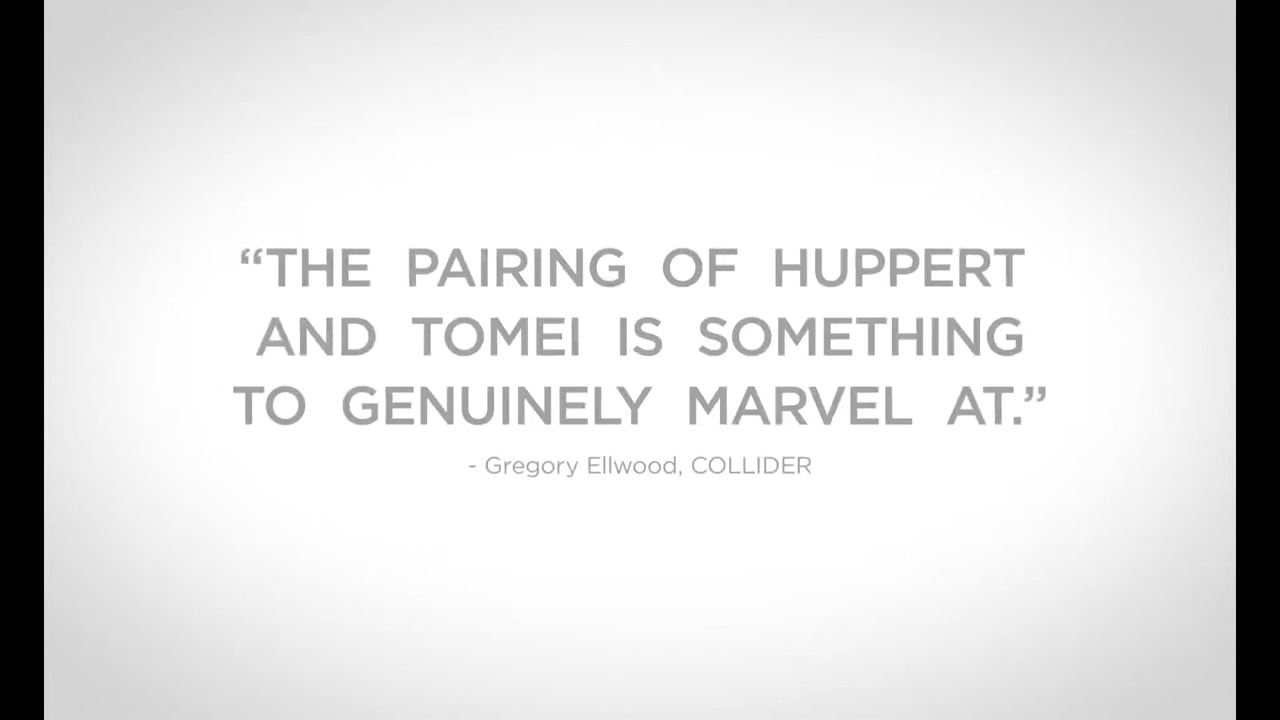 “THE PAIRING OF HUPPERT
AND TOMEI IS SOMETHING
TO GENUINELY MARVEL AT.”
- Gregory Ellwood, COLLIDER